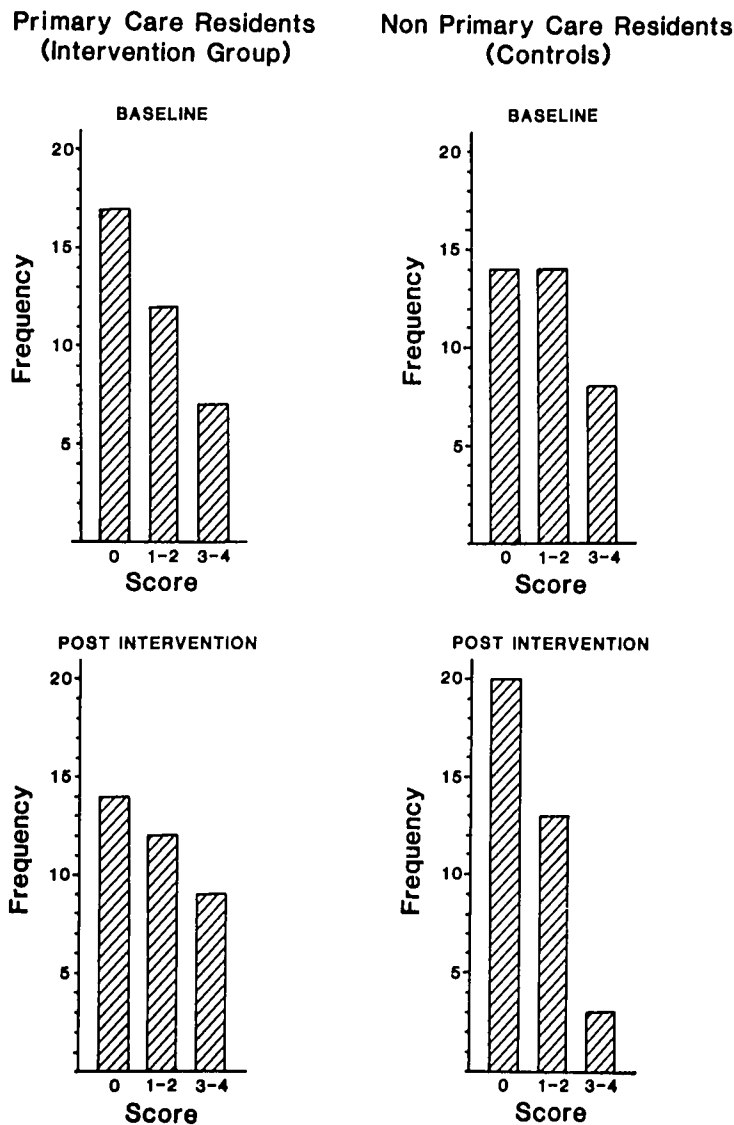 Primary Care Residents
(Intervention Group)
Non Primary Care Residents
(Controls)
BASELINE
20
15
10
5
Frequency
0 1-2 3-4
Score
BASELINE
20
15
10
5
Frequency
0 1-2 3-4
Score
POST INTERVENTION
20
15
10
5
Frequency
0 1-2 3-4
Score
POST INTERVENTION
20
15
10
5
Frequency
0 1-2 3-4
Score